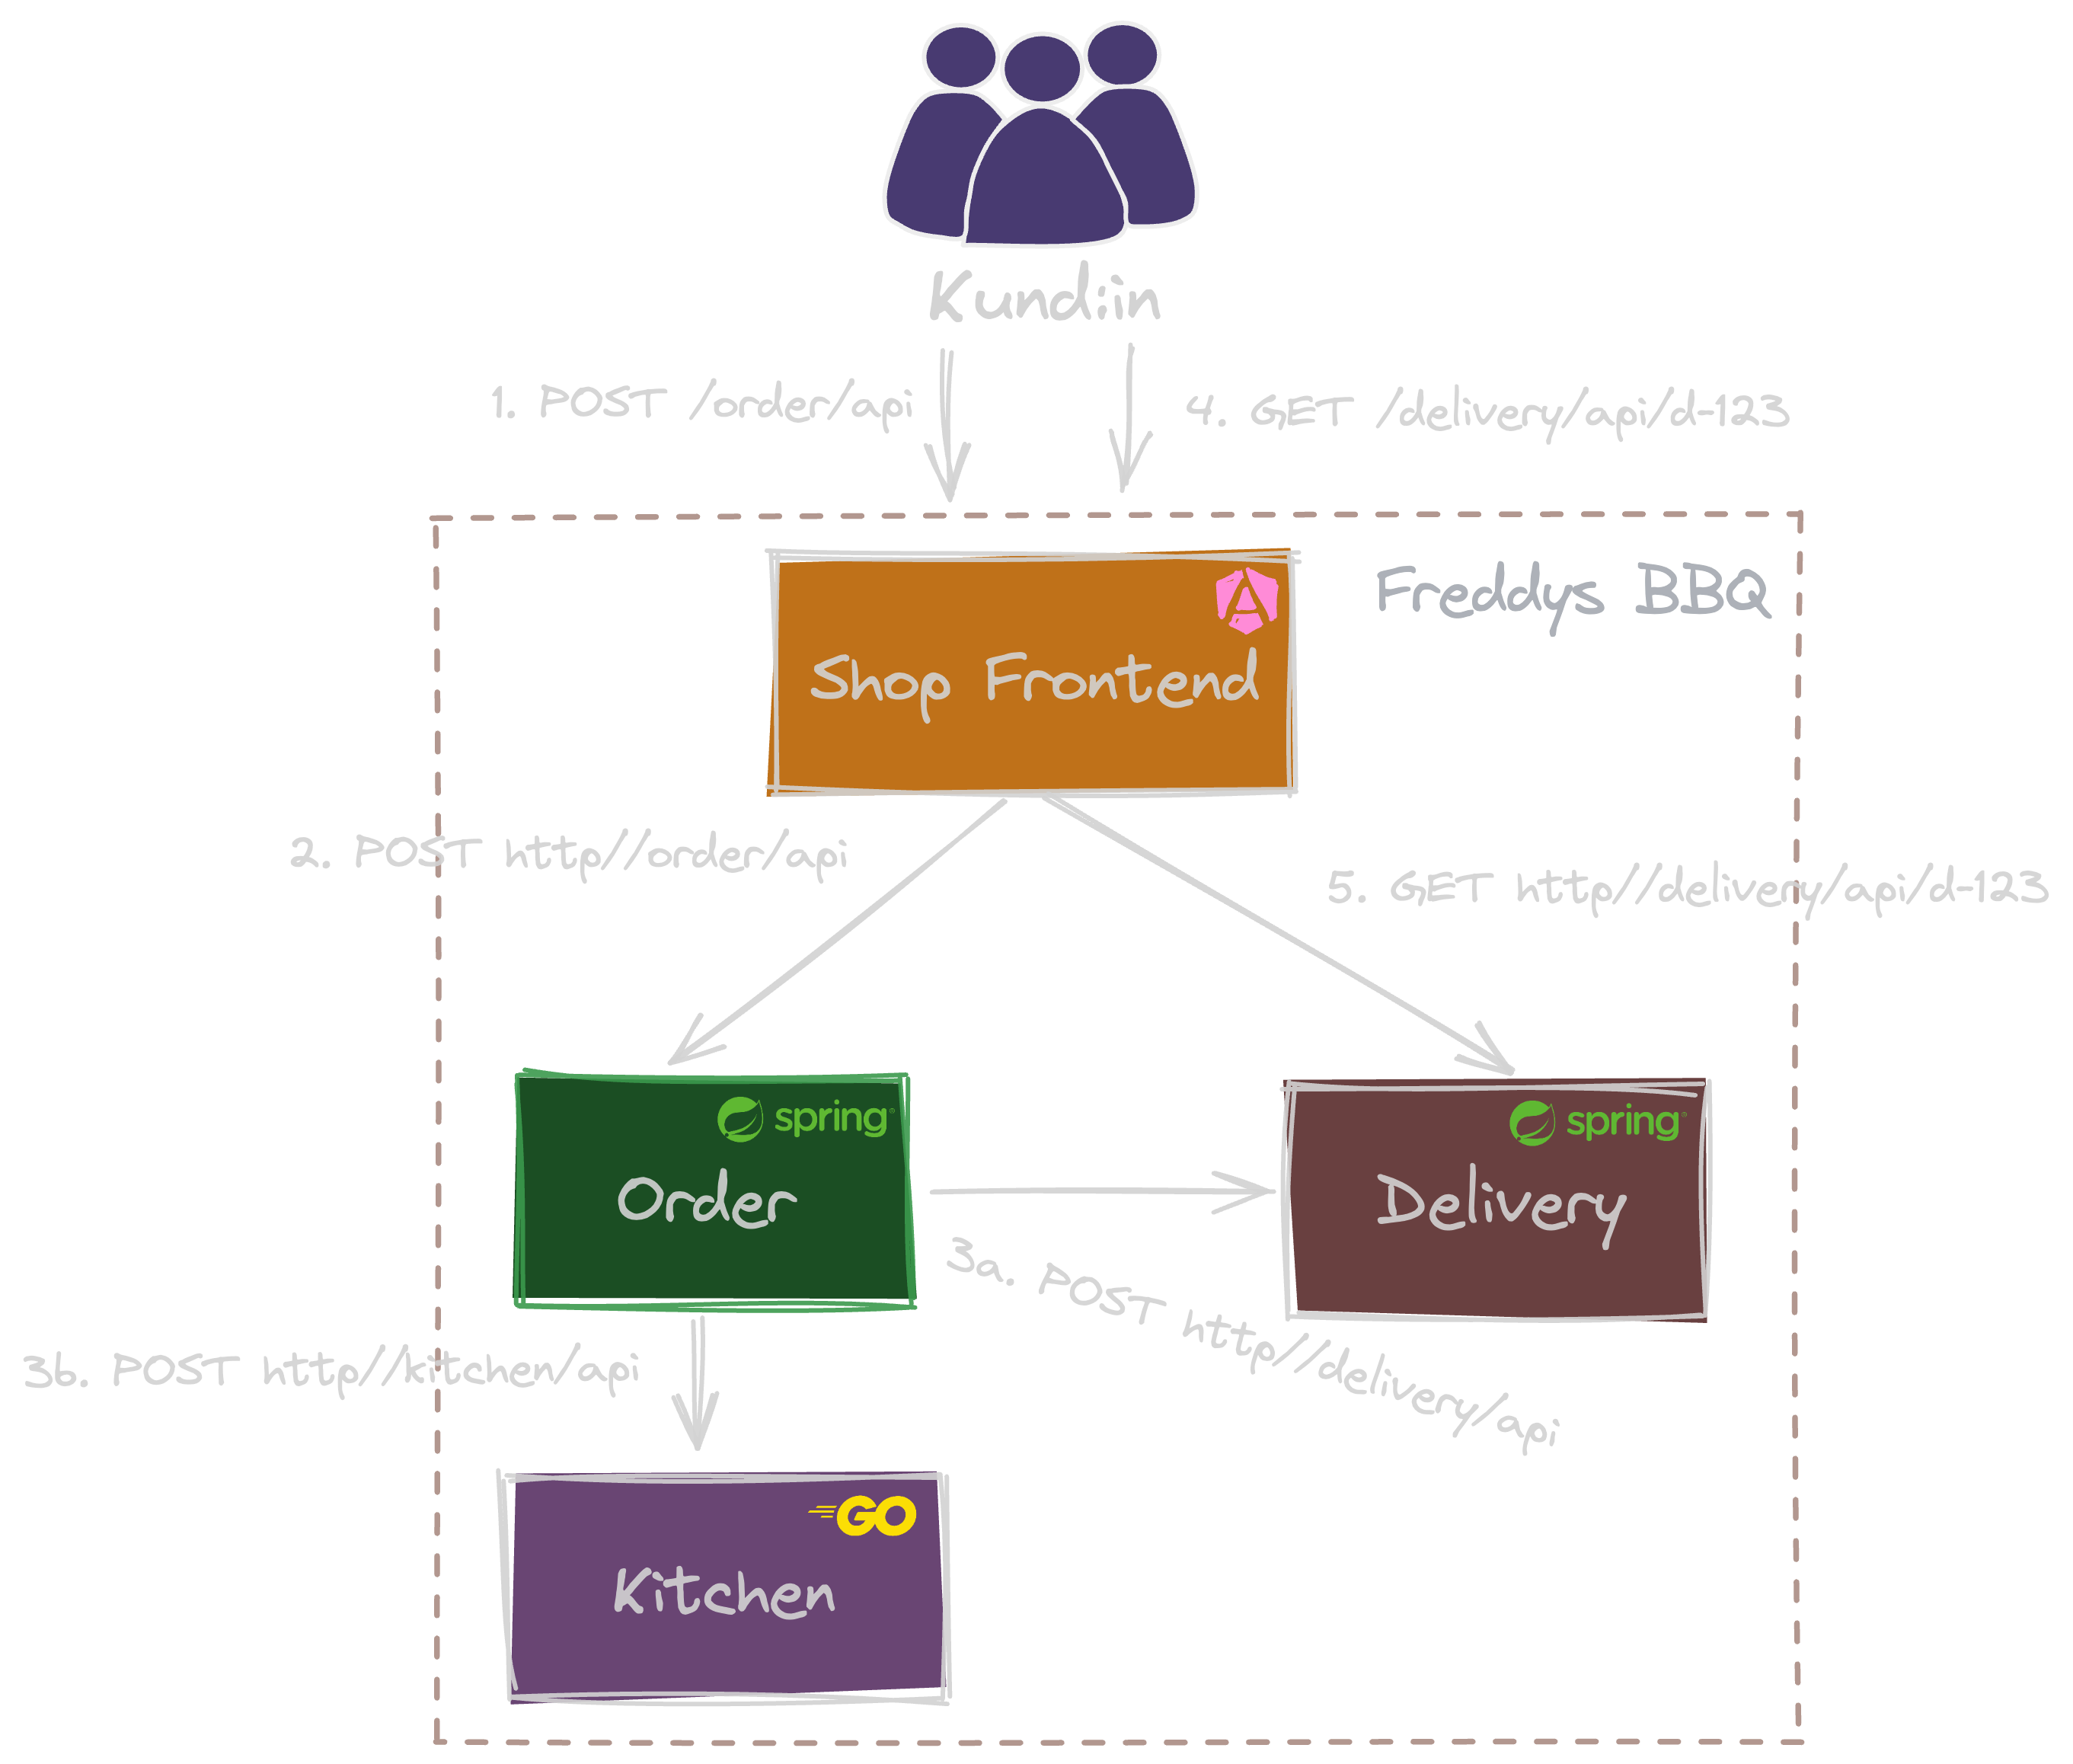 Kund:in
1. POST /order/api
4. GET /delivery/api/d-123
Freddys BBQ
Shop Frontend
2. POST http//order/api
5. GET http//delivery/api/d-123
spring
Order
spring
Delivery
3a. POST http//delivery/api
3b. POST http//kitchen/api
GO
Kitchen